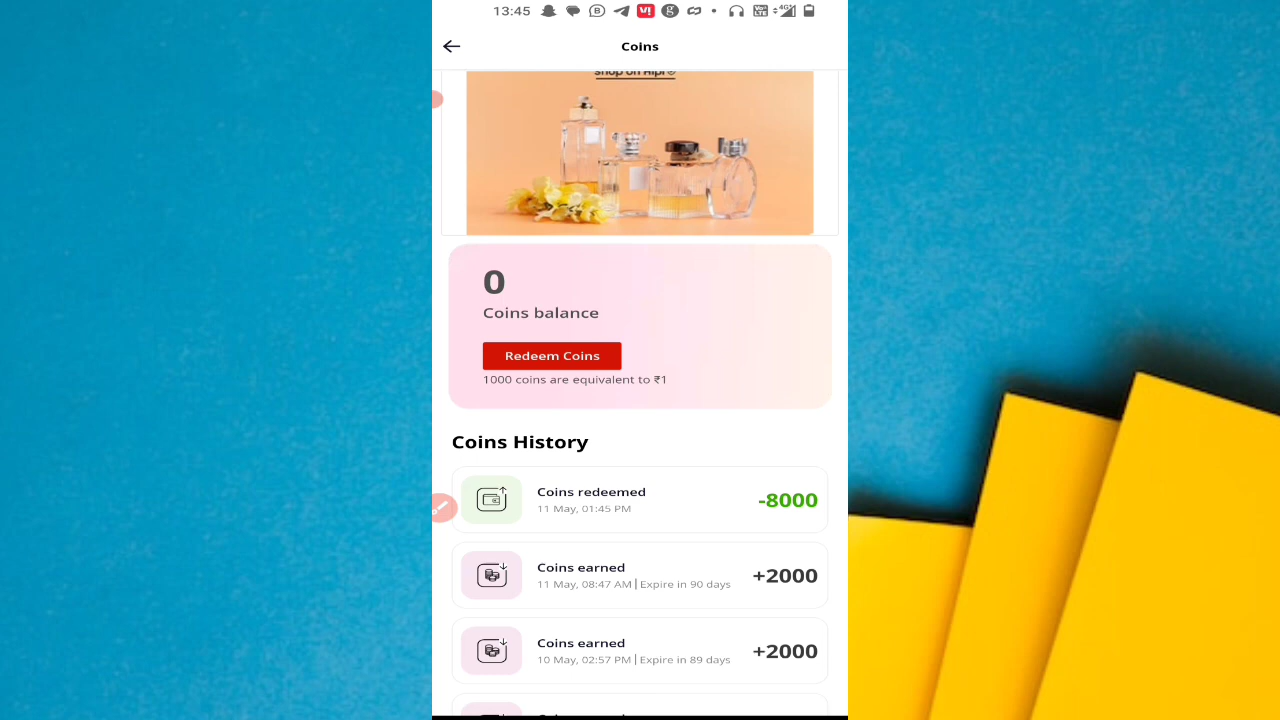 13:45
Coins
shop on Hipi
0
Coins balance
Redeem Coins
1000 coins are equivalent to ₹1
Coins History
Coins redeemed
11 May, 01:45 PM
-8000
Coins earned
11 May, 08:47 AM | Expire in 90 days
+2000
Coins earned
10 May, 02:57 PM | Expire in 89 days
+2000